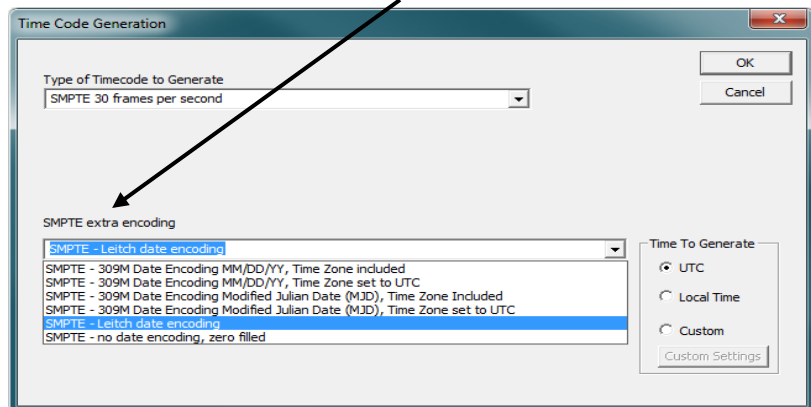 Time Code Generation
OK
Cancel
Type of Timecode to Generate
SMPTE 30 frames per second
SMPTE extra encoding
SMPTE - Leitch date encoding
SMPTE - 309M Date Encoding MM/DD/YY, Time Zone included
SMPTE - 309M Date Encoding MM/DD/YY, Time Zone set to UTC
SMPTE - 309M Date Encoding Modified Julian Date (MJD), Time Zone Included
SMPTE - 309M Date Encoding Modified Julian Date (MJD), Time Zone set to UTC
SMPTE - Leitch date encoding
SMPTE - no date encoding, zero filled
Time To Generate
UTC
Local Time
Custom
Custom Settings